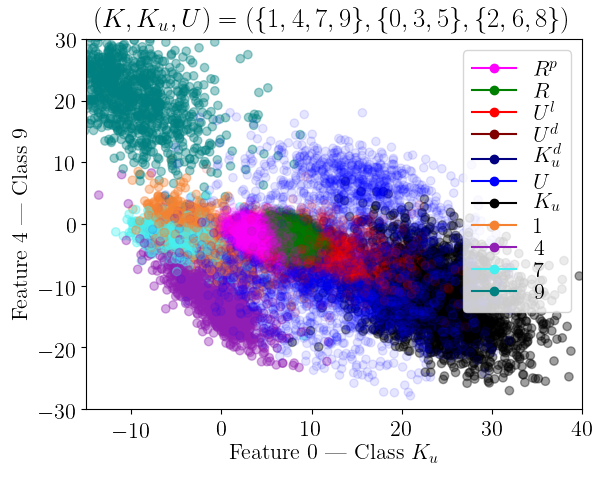 (K, K_u, U) = ({1, 4, 7, 9}, {0, 3, 5}, {2, 6, 8})
30
20
10
0
−10
−20
−30
Feature 4 — Class 9
R^p
R
U^l
U^d
K_u^d
U
K_u
1
4
7
9
−10
0
10
20
30
40
Feature 0 — Class K_u